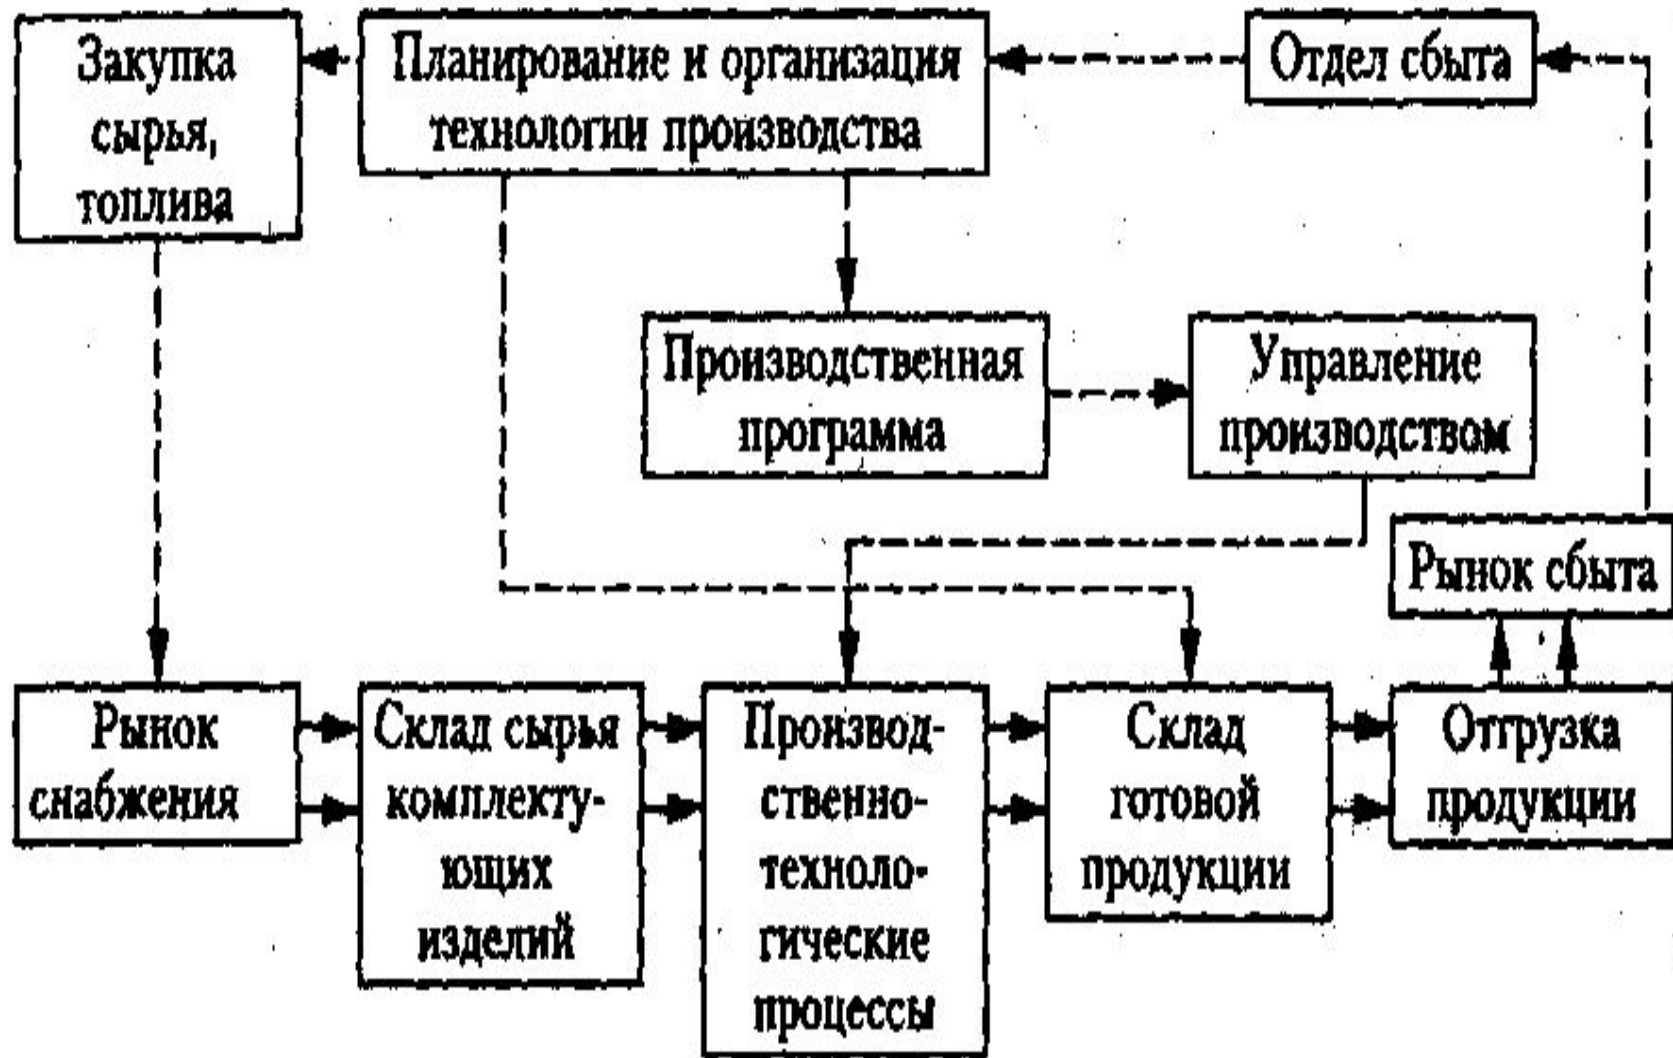 Закупка
сырья,
топлива
Планирование и организация
технологии производства
Отдел сбыта
Производственная
программа
Управление
производством
Рынок сбыта
Рынок
снабжения
Склад сырья
комплекту-
ющих
изделий
Производ-
ственно-
техноло-
гические
процессы
Склад
готовой
продукции
Отгрузка
продукции